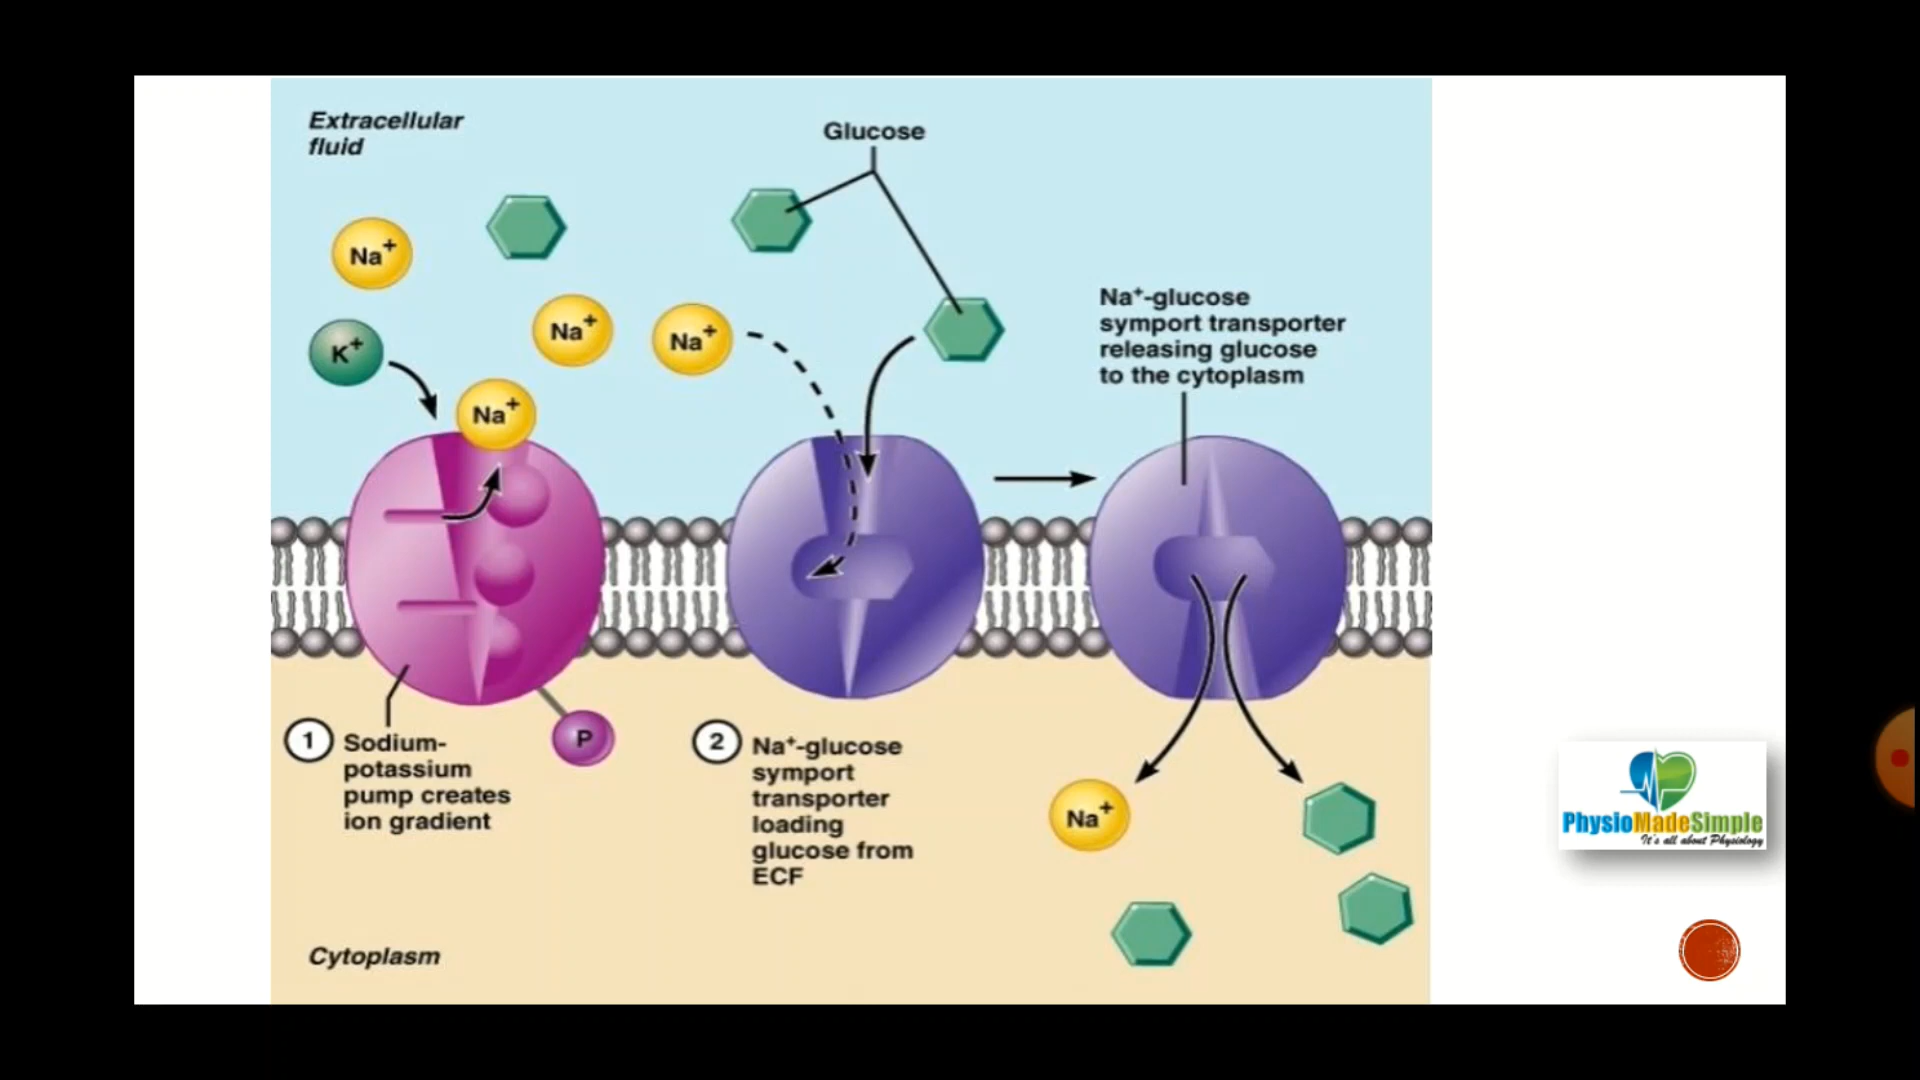 Extracellular
fluid
Glucose
Na⁺
K⁺
Na⁺
Na⁺
Na⁺
Na⁺-glucose
symport transporter
releasing glucose
to the cytoplasm
1
Sodium-
potassium
pump creates
ion gradient
P
2
Na⁺-glucose
symport
transporter
loading
glucose from
ECF
Na⁺
Cytoplasm
PhysioMadeSimple
It's all about Physiology